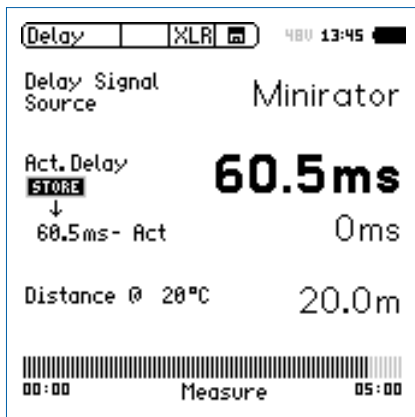 Delay XLR 48V 13:45
Delay Signal
Source
Minirator
Act.Delay
STORE
60.5ms
↓
60.5ms- Act
0ms
Distance @ 20°C
20.0m
00:00 Measure 05:00